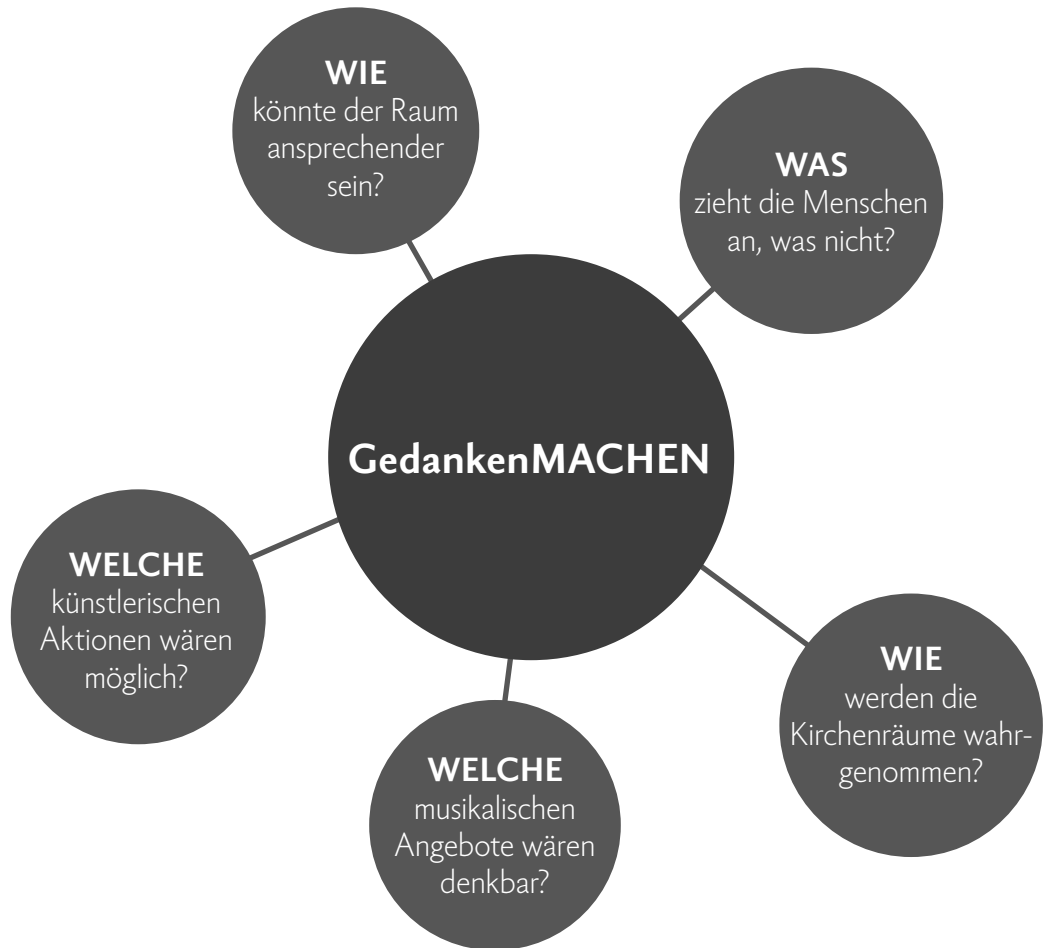 WIE
könnte der Raum
ansprechender
sein?
WAS
zieht die Menschen
an, was nicht?
GedankenMACHEN
WELCHE
künstlerischen
Aktionen wären
möglich?
WIE
werden die
Kirchenräume wahr-
genommen?
WELCHE
musikalischen
Angebote wären
denkbar?